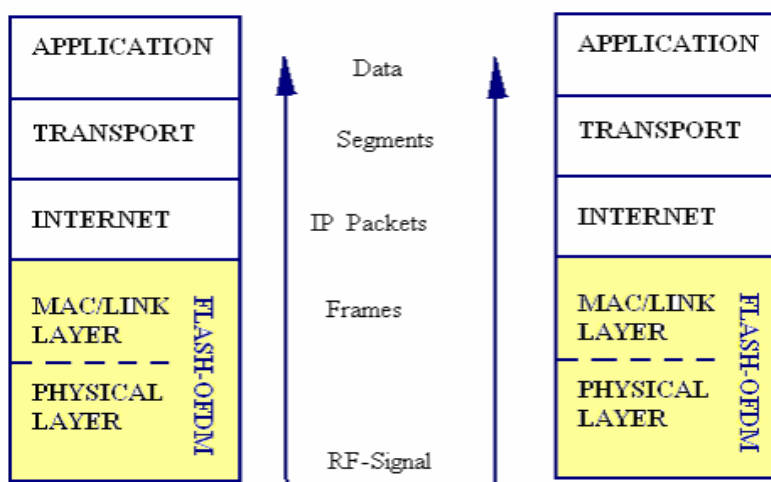 APPLICATION
TRANSPORT
INTERNET
MAC/LINK
LAYER
PHYSICAL
LAYER
FLASH-OFDM
Data
Segments
IP Packets
Frames
RF-Signal
APPLICATION
TRANSPORT
INTERNET
MAC/LINK
LAYER
PHYSICAL
LAYER
FLASH-OFDM